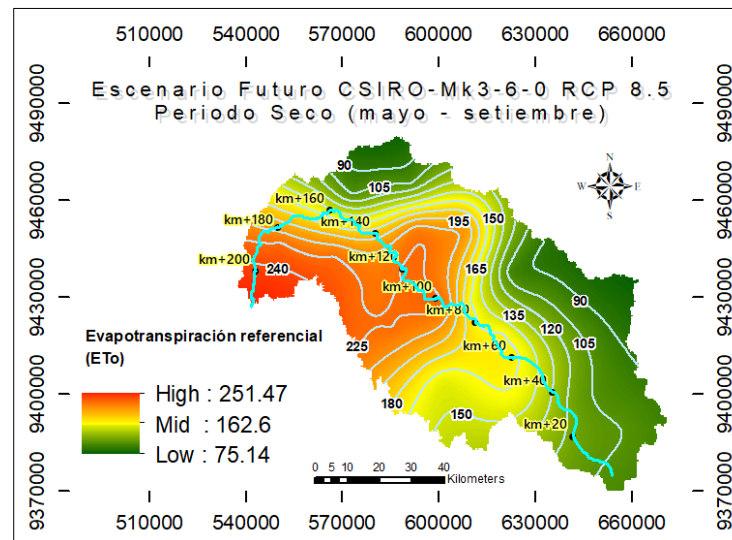 510000 540000 570000 600000 630000 660000
Escenario Futuro CSIRO-Mk3-6-0 RCP 8.5
Periodo Seco (mayo - setiembre)
9490000 9490000
9460000 9460000
9430000 9430000
9400000 9400000
9370000 9370000
N
W E
S
90
105
km+160
195 150
km+180 km+140
km+200 km+120 165
240 km+100 90
km+80 135
120
225 km+60 105
km+40
180
150
km+20
Evapotranspiración referencial
(ETo)
High : 251.47
Mid : 162.6
Low : 75.14
0 5 10 20 30 40
Kilometers
510000 540000 570000 600000 630000 660000